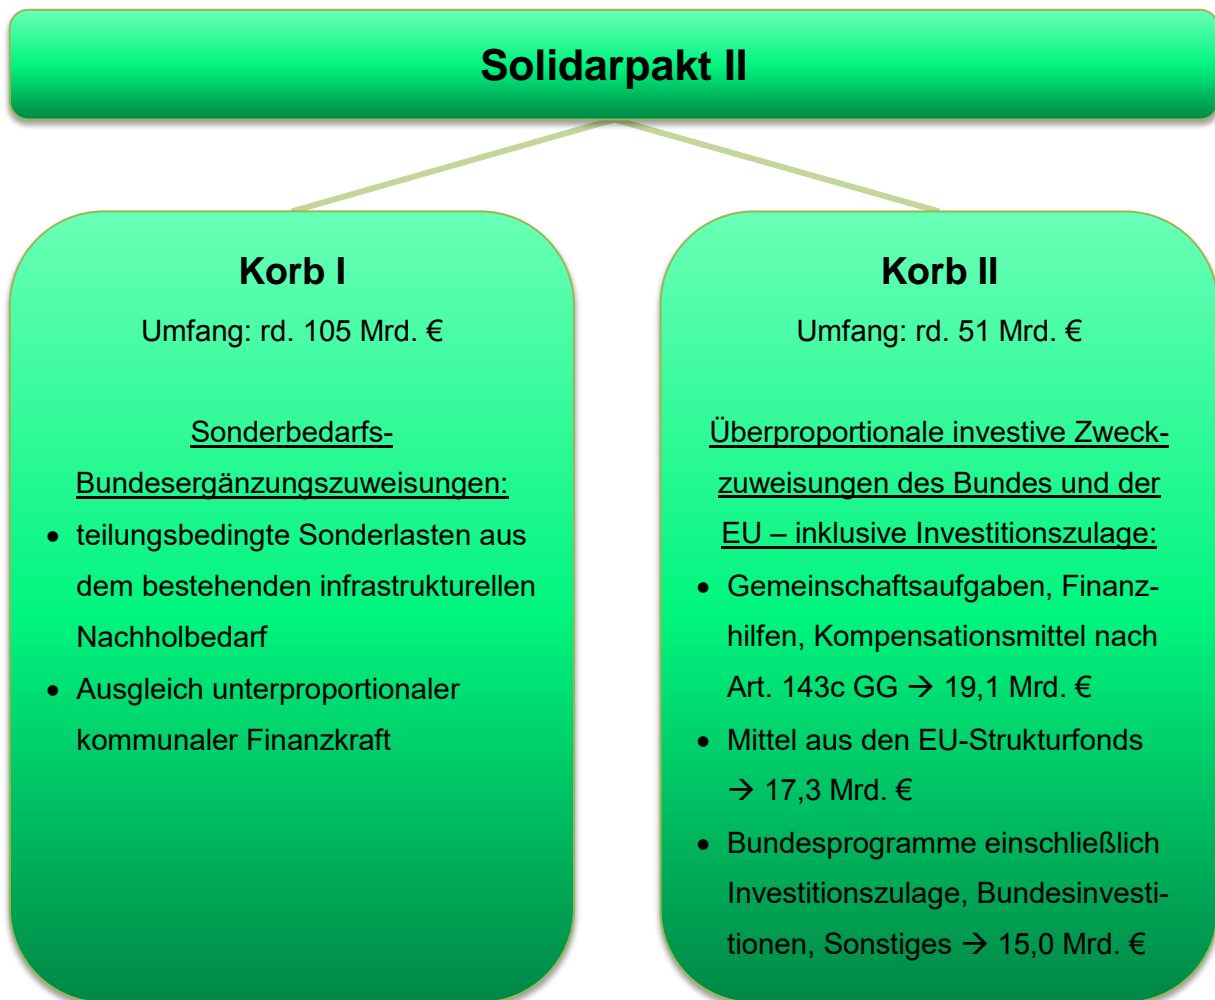 Solidarpakt II
Korb I
Umfang: rd. 105 Mrd. €
Sonderbedarfs-
Bundesergänzungszuweisungen:
• teilungsbedingte Sonderlasten aus
dem bestehenden infrastrukturellen
Nachholbedarf
• Ausgleich unterproportionaler
kommunaler Finanzkraft
Korb II
Umfang: rd. 51 Mrd. €
Überproportionale investive Zweck-
zuweisungen des Bundes und der
EU – inklusive Investitionszulage:
• Gemeinschaftsaufgaben, Finanz-
hilfen, Kompensationsmittel nach
Art. 143c GG → 19,1 Mrd. €
• Mittel aus den EU-Strukturfonds
→ 17,3 Mrd. €
• Bundesprogramme einschließlich
Investitionszulage, Bundesinvesti-
tionen, Sonstiges → 15,0 Mrd. €